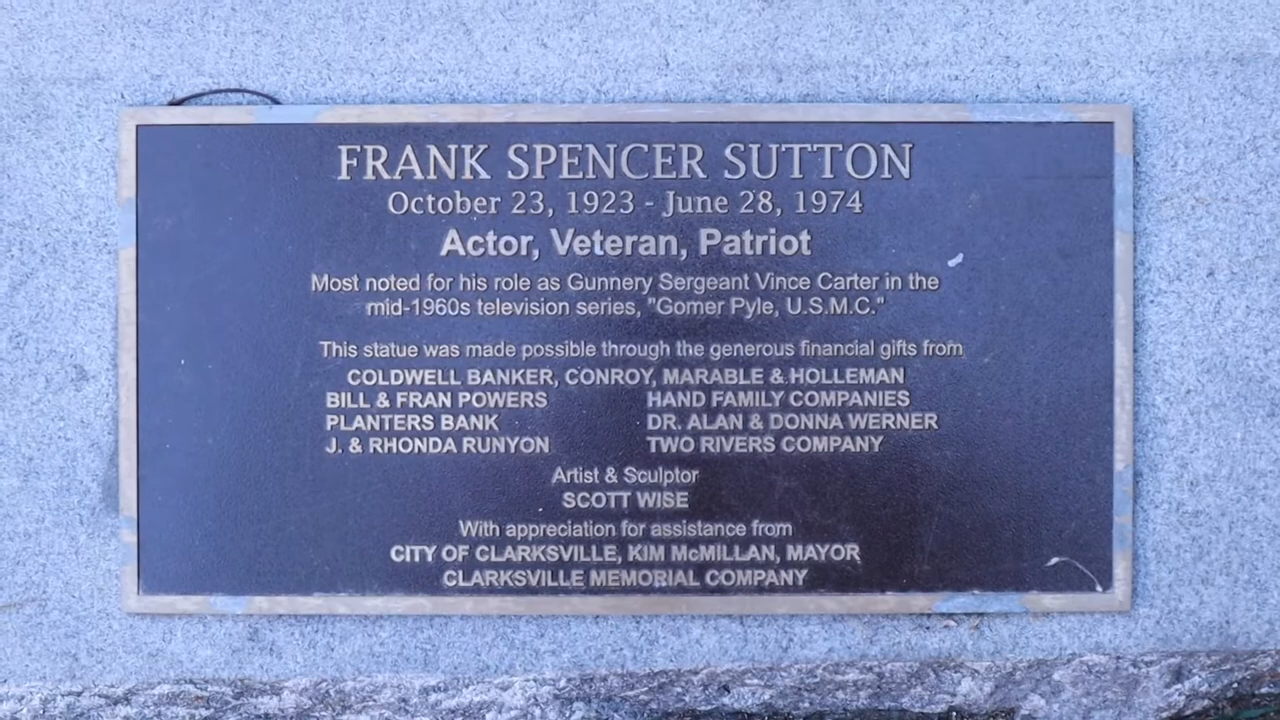 FRANK SPENCER SUTTON
October 23, 1923 - June 28, 1974
Actor, Veteran, Patriot
Most noted for his role as Gunnery Sergeant Vince Carter in the
mid-1960s television series, "Gomer Pyle, U.S.M.C."
This statue was made possible through the generous financial gifts from
COLDWELL BANKER, CONROY, MARABLE & HOLLEMAN
BILL & FRAN POWERS HAND FAMILY COMPANIES
PLANTERS BANK DR. ALAN & DONNA WERNER
J. & RHONDA RUNYON TWO RIVERS COMPANY
Artist & Sculptor
SCOTT WISE
With appreciation for assistance from
CITY OF CLARKSVILLE, KIM McMILLAN, MAYOR
CLARKSVILLE MEMORIAL COMPANY